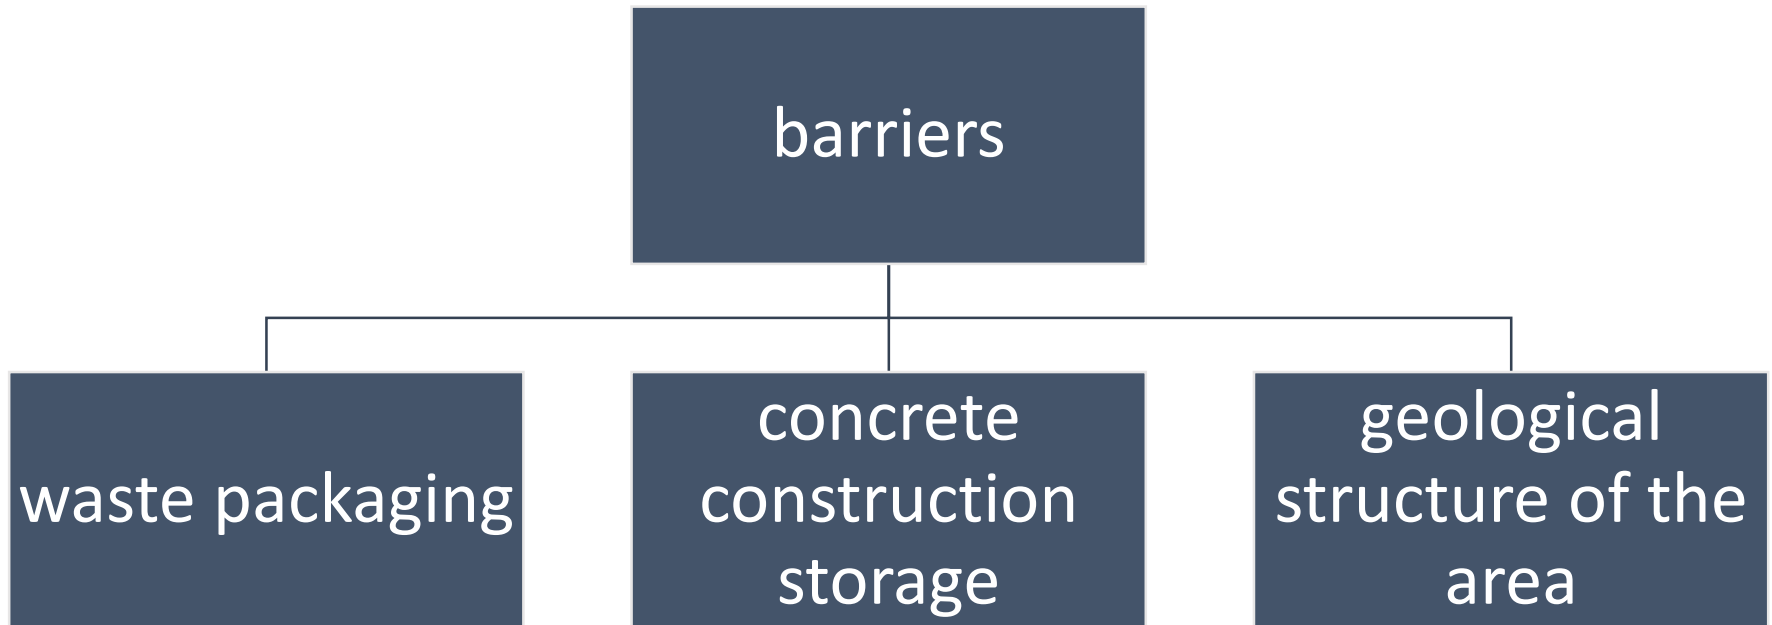 barriers
waste packaging
concrete
construction
storage
geological
structure of the
area